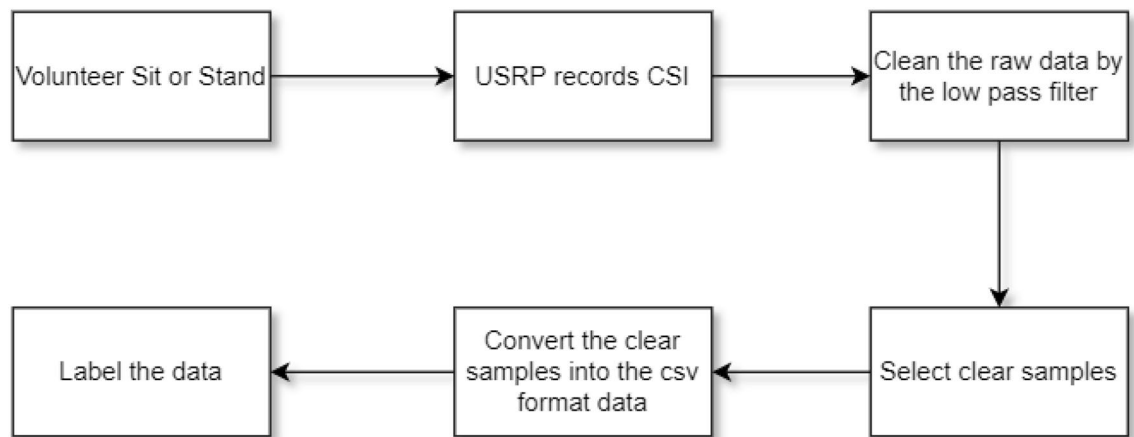 Volunteer Sit or Stand
USRP records CSI
Clean the raw data by
the low pass filter
Select clear samples
Convert the clear
samples into the csv
format data
Label the data